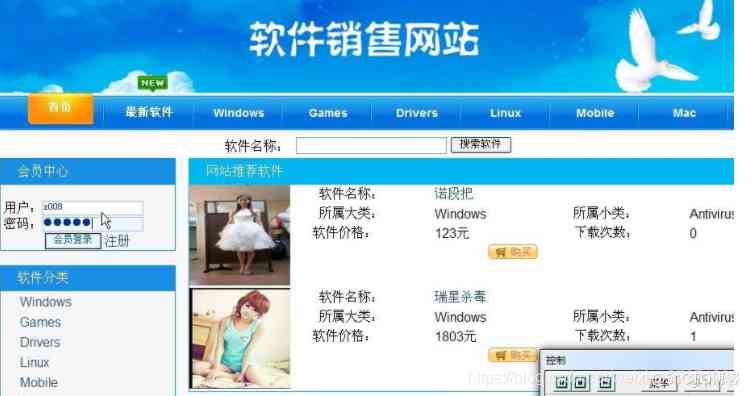 软件销售网站
NEW
首页 最新软件 Windows Games Drivers Linux Mobile Mac
软件名称： 搜索软件
会员中心
用户： z008
密码： ●●●●●
会员登录 注册
软件分类
Windows
Games
Drivers
Linux
Mobile
网站推荐软件
软件名称： 诺段把
所属大类： Windows 所属小类： Antivirus
软件价格： 123元 下载次数： 0
购买
软件名称： 瑞星杀毒
所属大类： Windows 所属小类： Antivirus
软件价格： 1803元 下载次数： 1
购买
控制
菜单